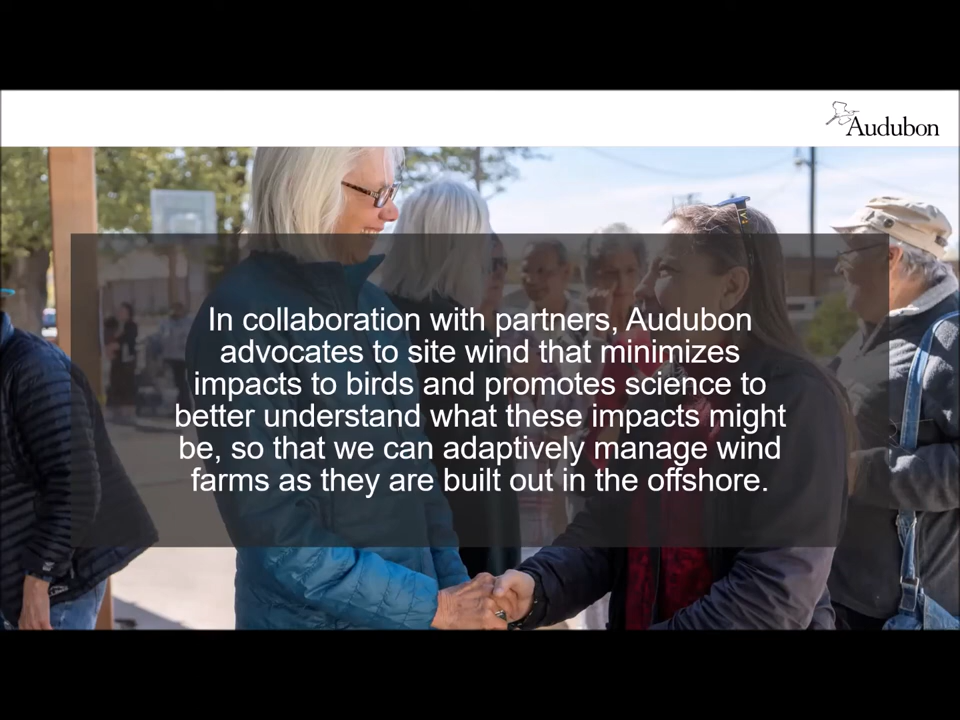 Audubon
In collaboration with partners, Audubon
advocates to site wind that minimizes
impacts to birds and promotes science to
better understand what these impacts might
be, so that we can adaptively manage wind
farms as they are built out in the offshore.